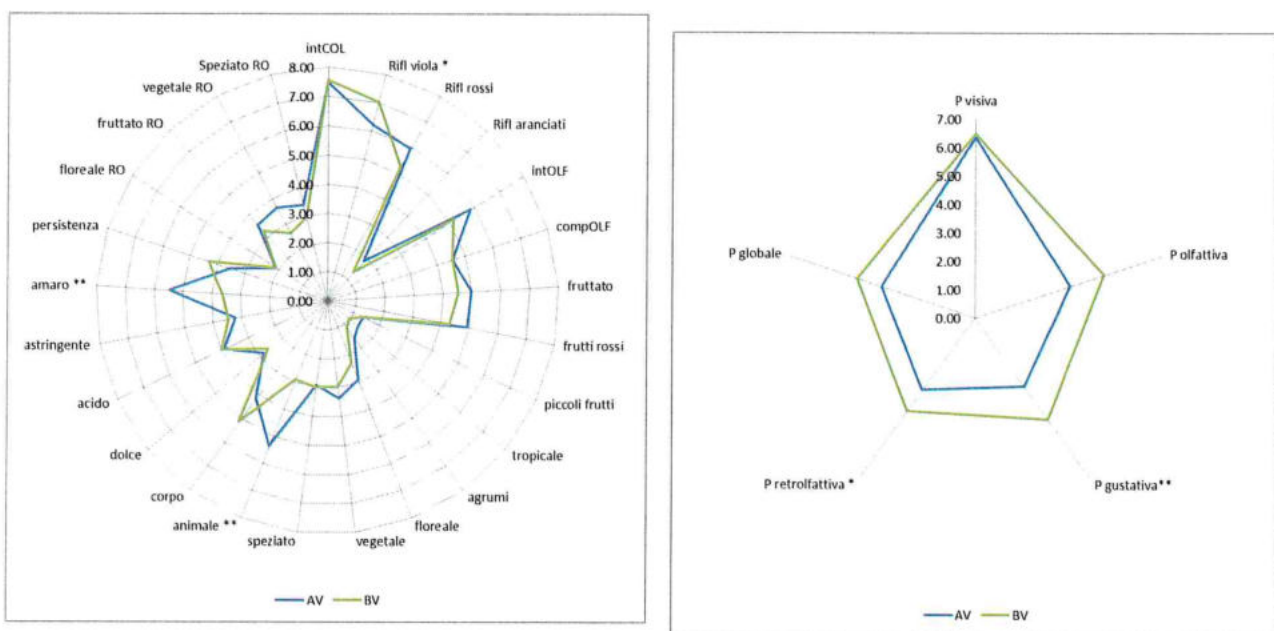 intCOL
Rifl viola *
Rifl rossi
Rifl aranciati
intOLF
compOLF
fruttato
frutti rossi
piccoli frutti
tropicale
agrumi
floreale
vegetale
speziato
animale **
corpo
dolce
acido
astringente
amaro **
persistenza
floreale RO
fruttato RO
vegetale RO
Speziato RO
8.00
7.00
6.00
5.00
4.00
3.00
2.00
1.00
0.00
AV BV
P visiva
P olfattiva
P gustativa**
P retrolfattiva *
P globale
7.00
6.00
5.00
4.00
3.00
2.00
1.00
0.00
AV BV